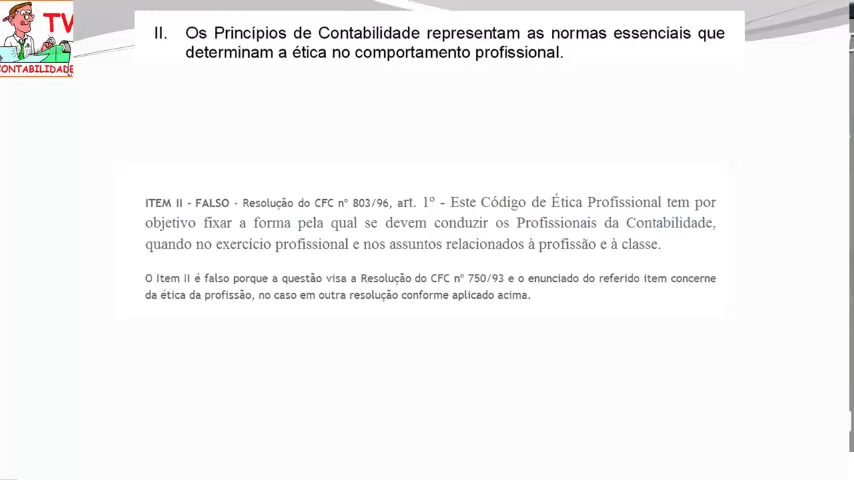 TV
CONTABILIDADE
II. Os Princípios de Contabilidade representam as normas essenciais que
determinam a ética no comportamento profissional.
ITEM II - FALSO - Resolução do CFC nº 803/96, art. 1º - Este Código de Ética Profissional tem por
objetivo fixar a forma pela qual se devem conduzir os Profissionais da Contabilidade,
quando no exercício profissional e nos assuntos relacionados à profissão e à classe.
O Item II é falso porque a questão visa a Resolução do CFC nº 750/93 e o enunciado do referido item concerne
da ética da profissão, no caso em outra resolução conforme aplicado acima.